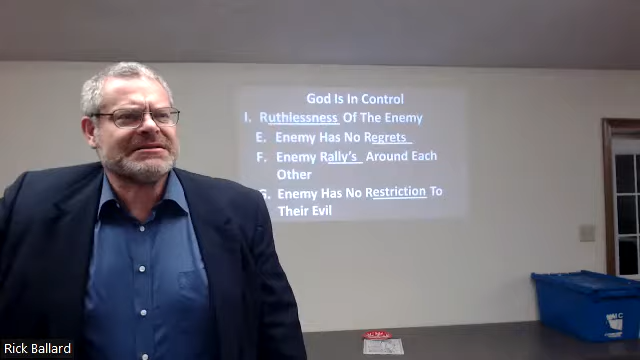 God Is In Control
I. Ruthlessness Of The Enemy
E. Enemy Has No Regrets
F. Enemy Rally's Around Each
Other
G. Enemy Has No Restriction To
Their Evil
Rick Ballard